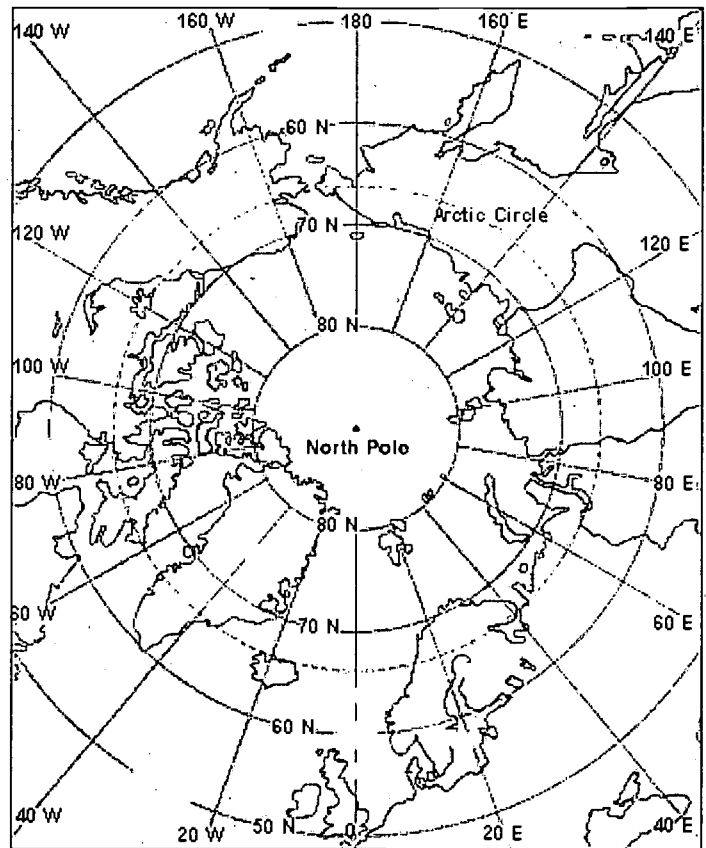 160 W
180
160 E
140 W
140 E
60 N
Arctic Circle
70 N
120 W
120 E
80 N
100 W
100 E
North Pole
80 W
80 E
80 N
60 W
60 E
70 N
60 N
40 W
20 W
50 N
0
20 E
40 E